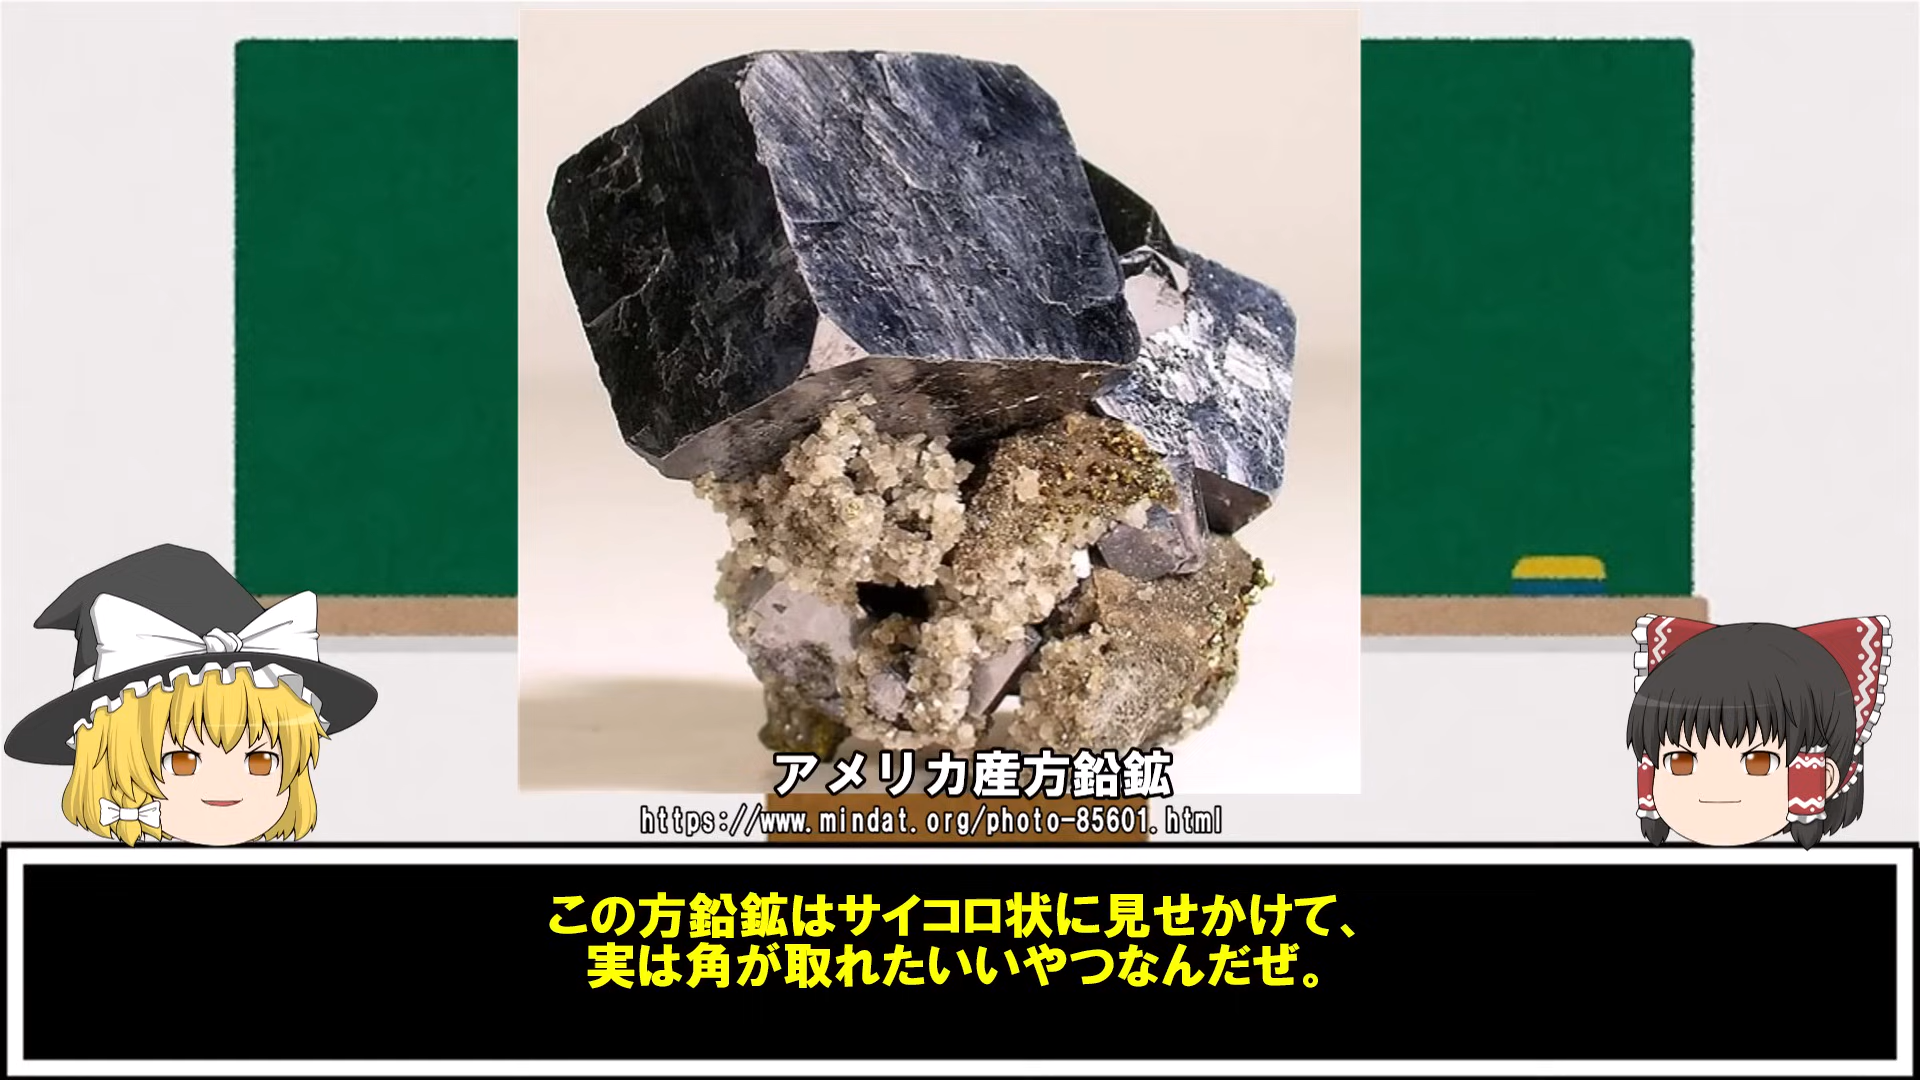 アメリカ産方鉛鉱
https://www.mindat.org/photo-85601.html
この方鉛鉱はサイコロ状に見せかけて、
実は角が取れたいいやつなんだぜ。